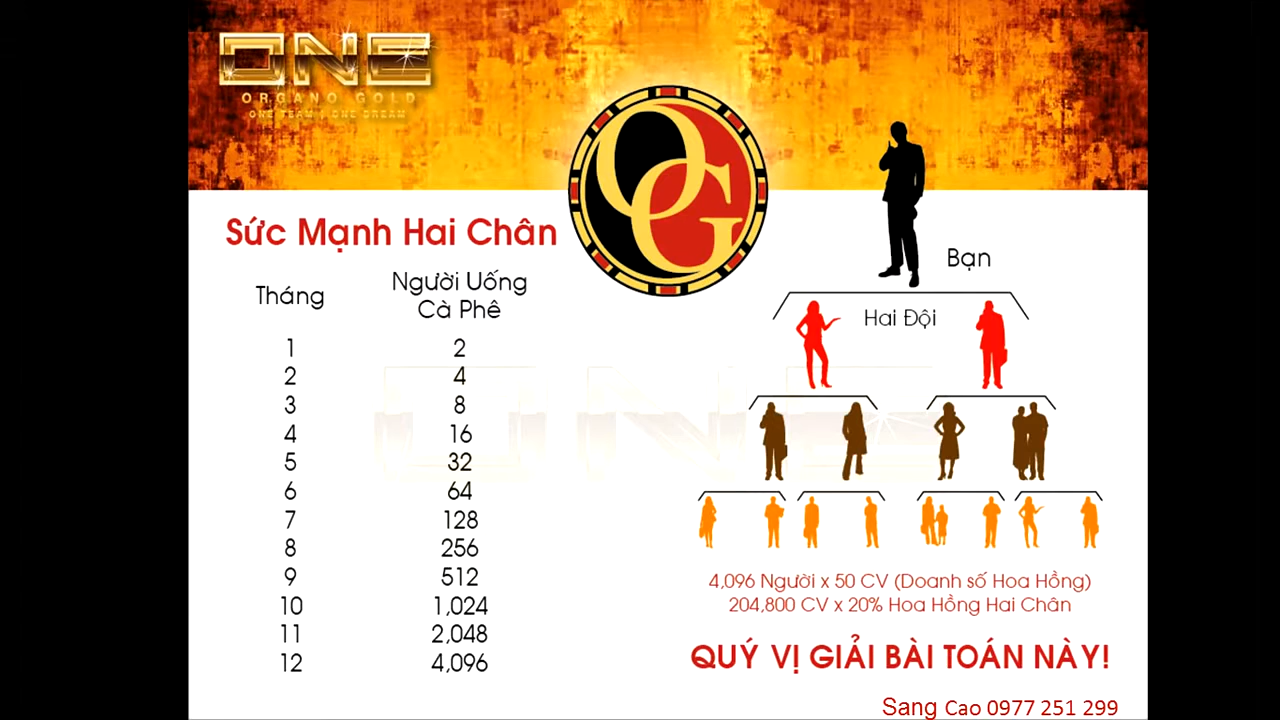 ONE
ORGANO GOLD
ONE TEAM | ONE DREAM
OG
Sức Mạnh Hai Chân
Tháng
Người Uống
Cà Phê
1 2
2 4
3 8
4 16
5 32
6 64
7 128
8 256
9 512
10 1,024
11 2,048
12 4,096
Bạn
Hai Đội
4,096 Người x 50 CV (Doanh số Hoa Hồng)
204,800 CV x 20% Hoa Hồng Hai Chân
QUÝ VỊ GIẢI BÀI TOÁN NÀY!
Sang Cao 0977 251 299